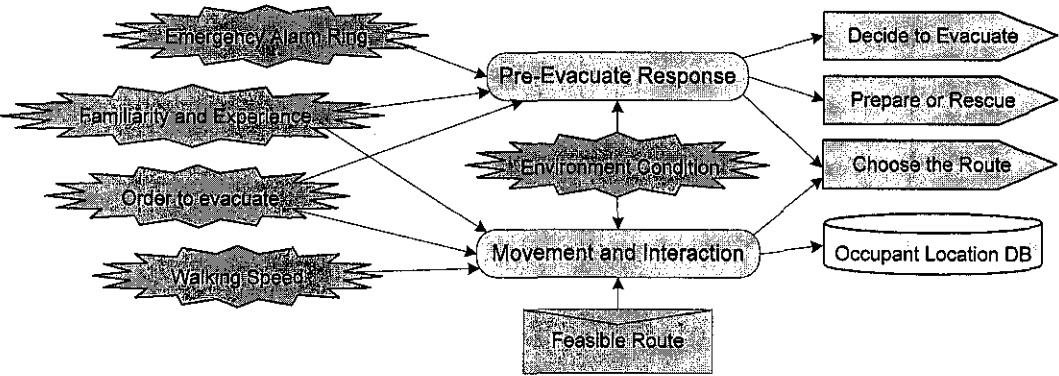 Emergency Alarm Ring
Decide to Evacuate
Pre-Evacuate Response
Prepare or Rescue
Familiarity and Experience
Environment Condition
Choose the Route
Order to evacuate
Movement and Interaction
Occupant Location DB
Walking Speed
Feasible Route